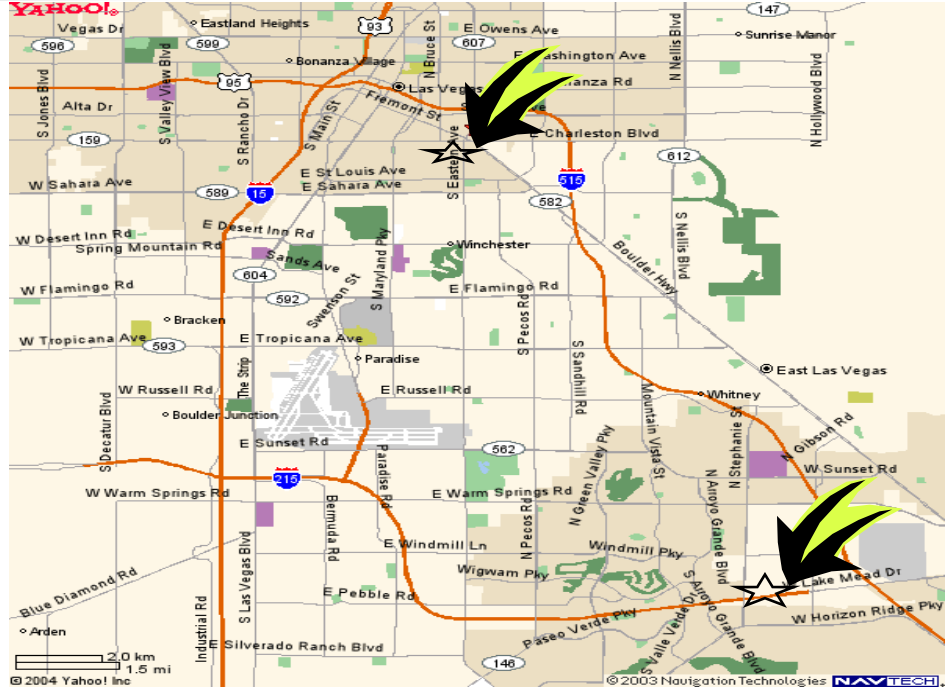 YAHOO!
93
147
Eastland Heights
E Owens Ave
Vegas Dr
596
599
607
Sunrise Manor
N Bruce St
N Nellis Blvd
N Hollywood Blvd
Bonanza Village
95
Las Vegas
Alta Dr
Fremont St
S Jones Blvd
S Valley View Blvd
S Rancho Dr
S Main St
159
E Charleston Blvd
612
W Sahara Ave
589
15
E St Louis Ave
E Sahara Ave
S Eastern Ave
515
582
W Desert Inn Rd
E Desert Inn Rd
Spring Mountain Rd
Sands Ave
S Maryland Pky
Winchester
Boulder Hwy
S Nellis Blvd
604
W Flamingo Rd
592
Swenson St
E Flamingo Rd
S Pecos Rd
Bracken
W Tropicana Ave
593
E Tropicana Ave
Paradise
S Sandhill Rd
East Las Vegas
W Russell Rd
The Strip
E Russell Rd
Mountain Vista St
Whitney
Boulder Junction
S Decatur Blvd
E Sunset Rd
562
N Green Valley Pky
N Stephanie St
N Gibson Rd
W Sunset Rd
215
W Warm Springs Rd
Paradise Rd
E Warm Springs Rd
Bermuda Rd
N Pecos Rd
N Arroyo Grande Blvd
S Las Vegas Blvd
E Windmill Ln
Windmill Pky
Wigwam Pky
Blue Diamond Rd
E Pebble Rd
S Arroyo Grande Blvd
Lake Mead Dr
Industrial Rd
Paseo Verde Pky
S Valle Verde Dr
W Horizon Ridge Pky
Arden
E Silverado Ranch Blvd
146
2.0 km
1.5 mi
©2004 Yahoo! Inc
©2003 Navigation Technologies NAVTECH